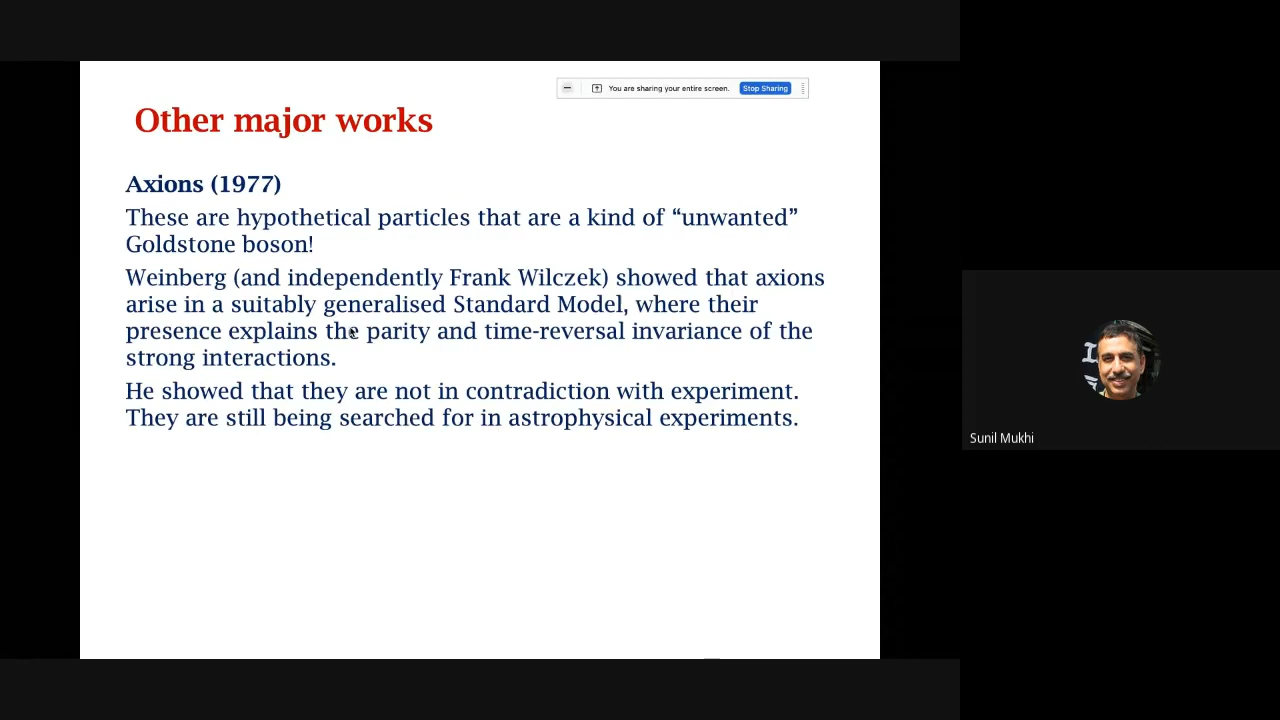 You are sharing your entire screen. Stop Sharing
Other major works
Axions (1977)
These are hypothetical particles that are a kind of “unwanted”
Goldstone boson!
Weinberg (and independently Frank Wilczek) showed that axions
arise in a suitably generalised Standard Model, where their
presence explains the parity and time-reversal invariance of the
strong interactions.
He showed that they are not in contradiction with experiment.
They are still being searched for in astrophysical experiments.
Sunil Mukhi